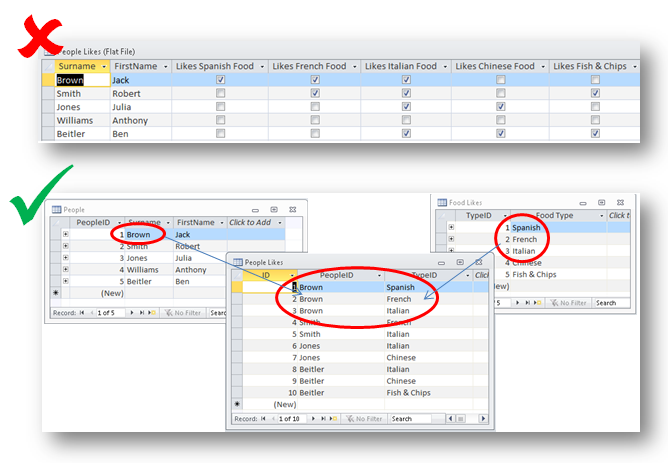 People Likes (Flat File)
Surname FirstName Likes Spanish Food Likes French Food Likes Italian Food Likes Chinese Food Likes Fish & Chips
Brown Jack
Smith Robert
Jones Julia
Williams Anthony
Beitler Ben
People
PeopleID Surname FirstName Click to Add
1 Brown Jack
2 Smith Robert
3 Jones Julia
4 Williams Anthony
5 Beitler Ben
(New)
Record: 1 of 5 No Filter Searc
Food Likes
TypeID Food Type Click t
1 Spanish
2 French
3 Italian
4 Chinese
5 Fish & Chips
No Filter Search
People Likes
ID PeopleID TypeID Clic
1 Brown Spanish
2 Brown French
3 Brown Italian
4 Smith French
5 Smith Italian
6 Jones Italian
7 Jones Chinese
8 Beitler Italian
9 Beitler Chinese
10 Beitler Fish & Chips
(New)
Record: 1 of 10 No Filter Search